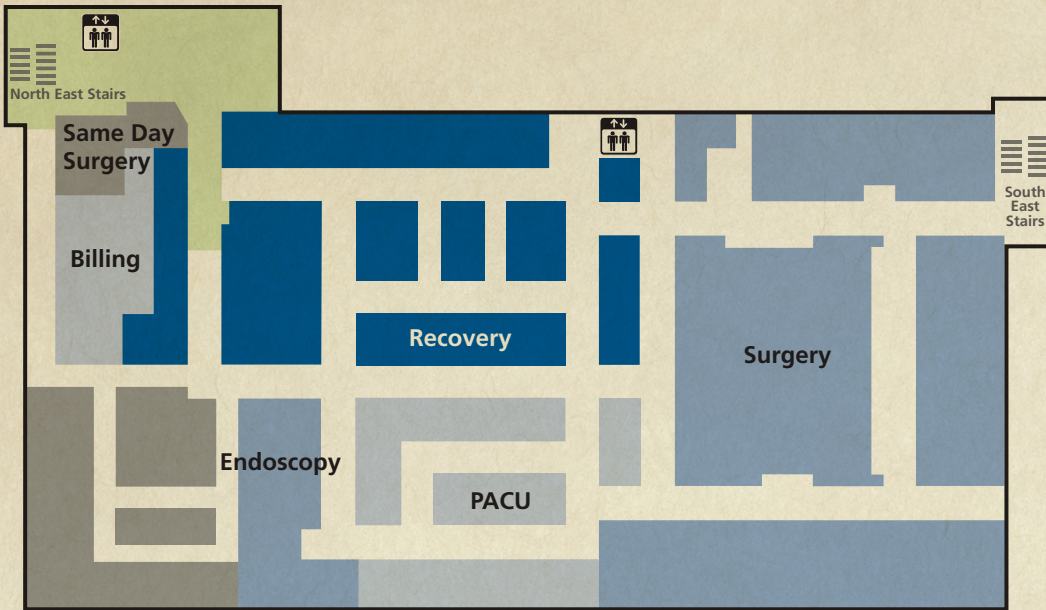 North East Stairs
Same Day
Surgery
South
East
Stairs
Billing
Recovery
Surgery
Endoscopy
PACU